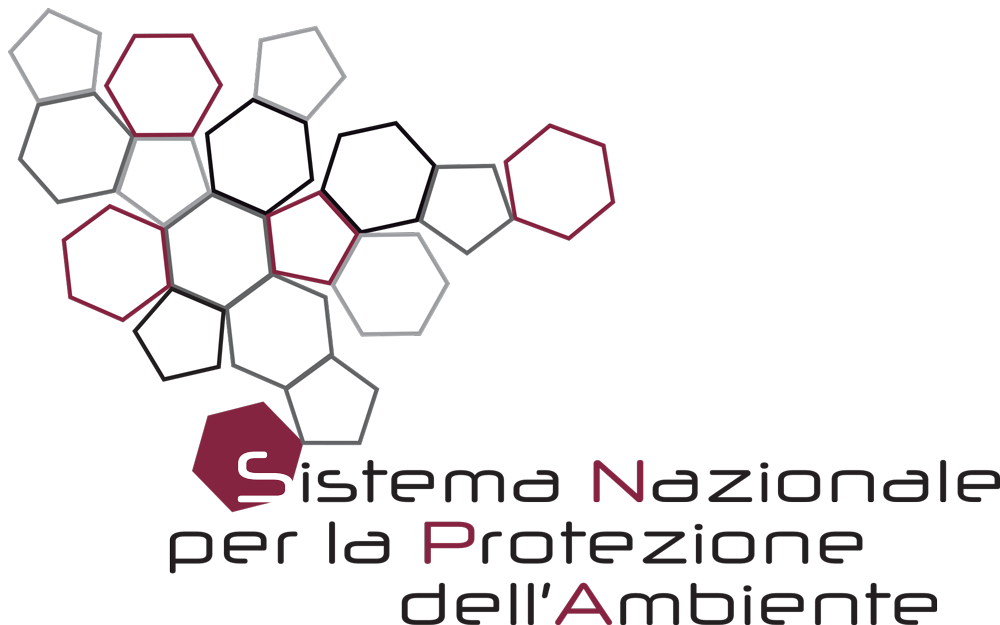 Sistema Nazionale
per la Protezione
dell'Ambiente